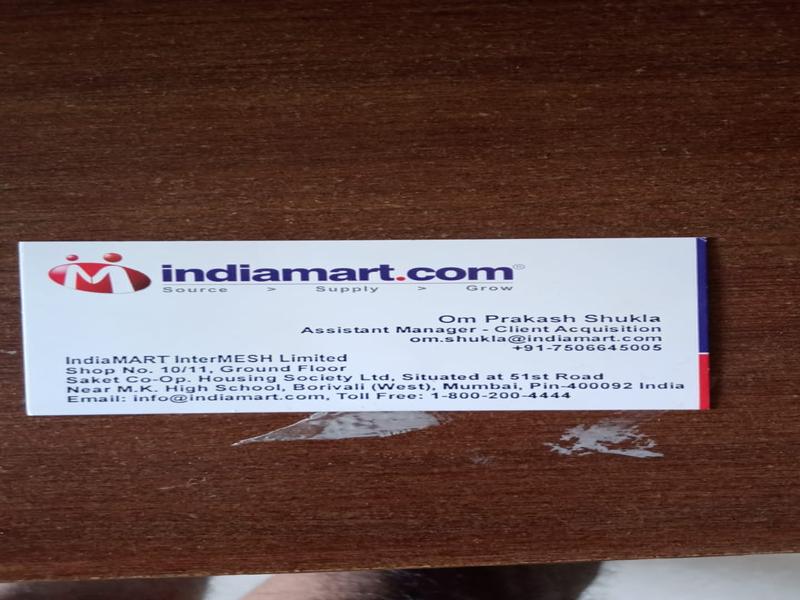 indiamart.com®
Source > Supply > Grow
Om Prakash Shukla
Assistant Manager - Client Acquisition
om.shukla@indiamart.com
+91-7506645005
IndiaMART InterMESH Limited
Shop No. 10/11, Ground Floor
Saket Co-Op. Housing Society Ltd, Situated at 51st Road
Near M.K. High School, Borivali (West), Mumbai, Pin-400092 India
Email: info@indiamart.com, Toll Free: 1-800-200-4444